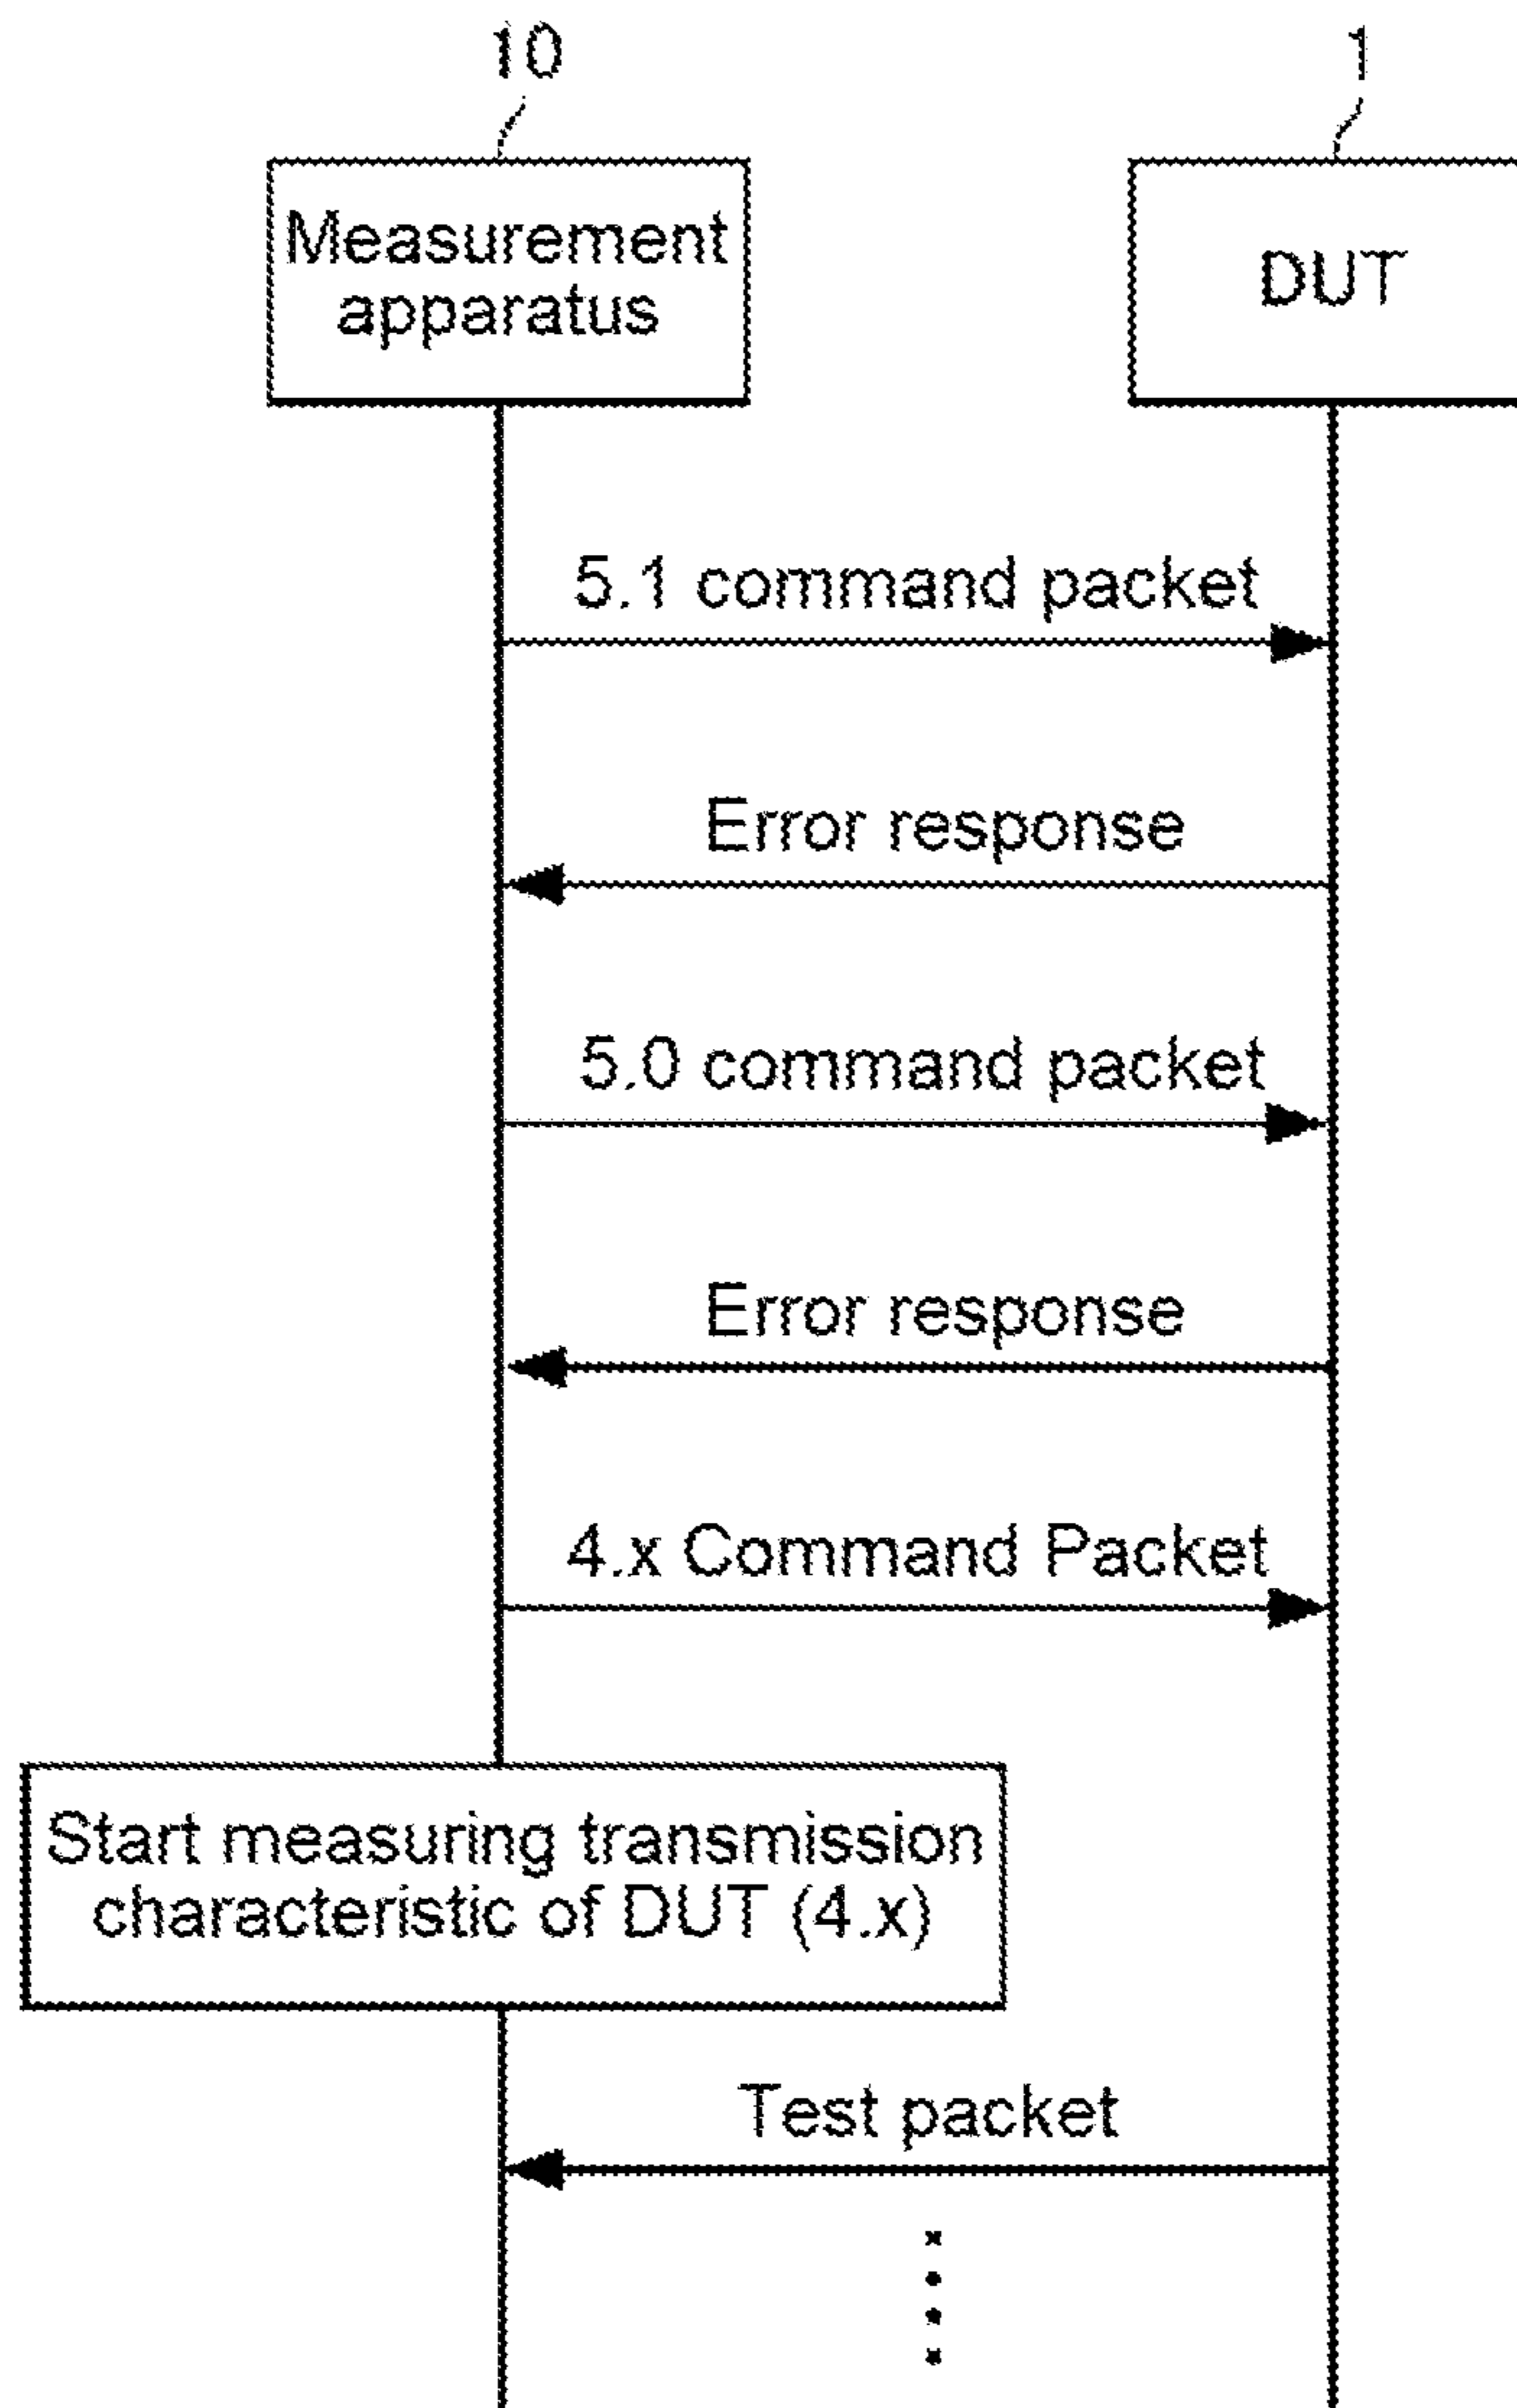 10
1
Measurement
apparatus
DUT
5.1 command packet
Error response
5.0 command packet
Error response
4.x Command Packet
Start measuring transmission
characteristic of DUT (4.x)
Test packet